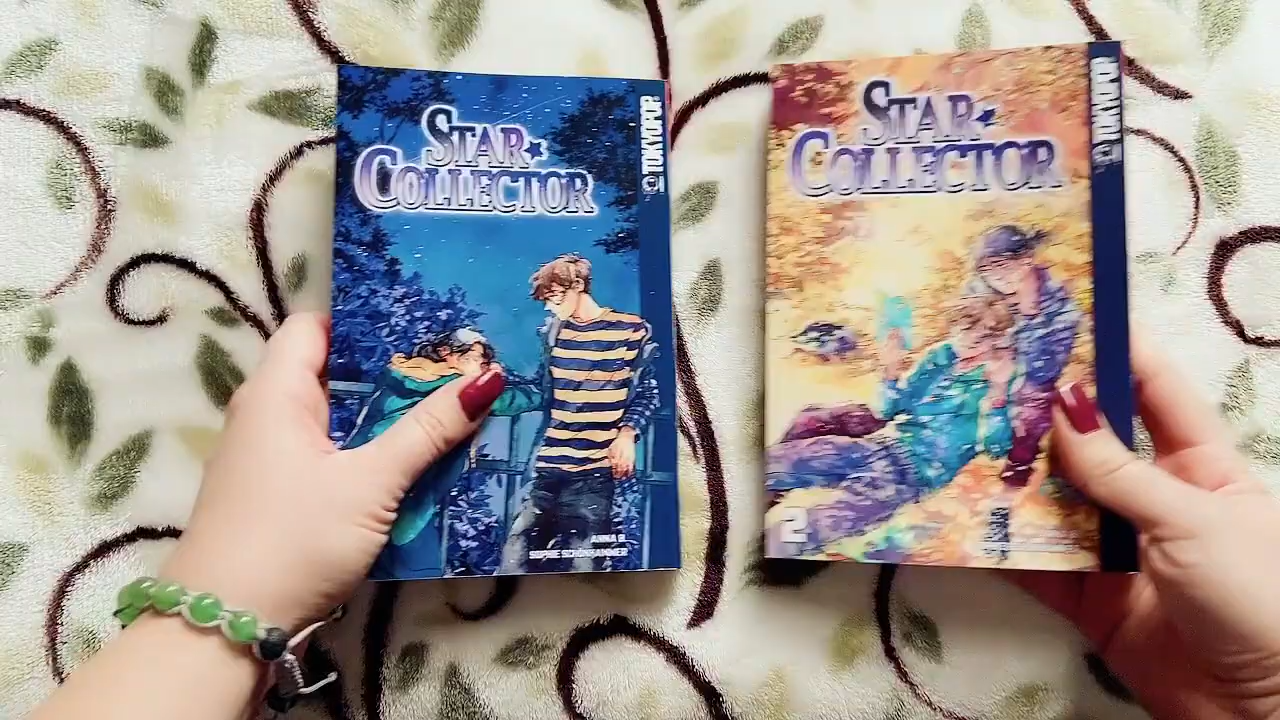 STAR
COLLECTOR
TOKYOPOP
ANNA B.
SOPHIE SCHÖNHAMMER
STAR
COLLECTOR
TOKYOPOP
2